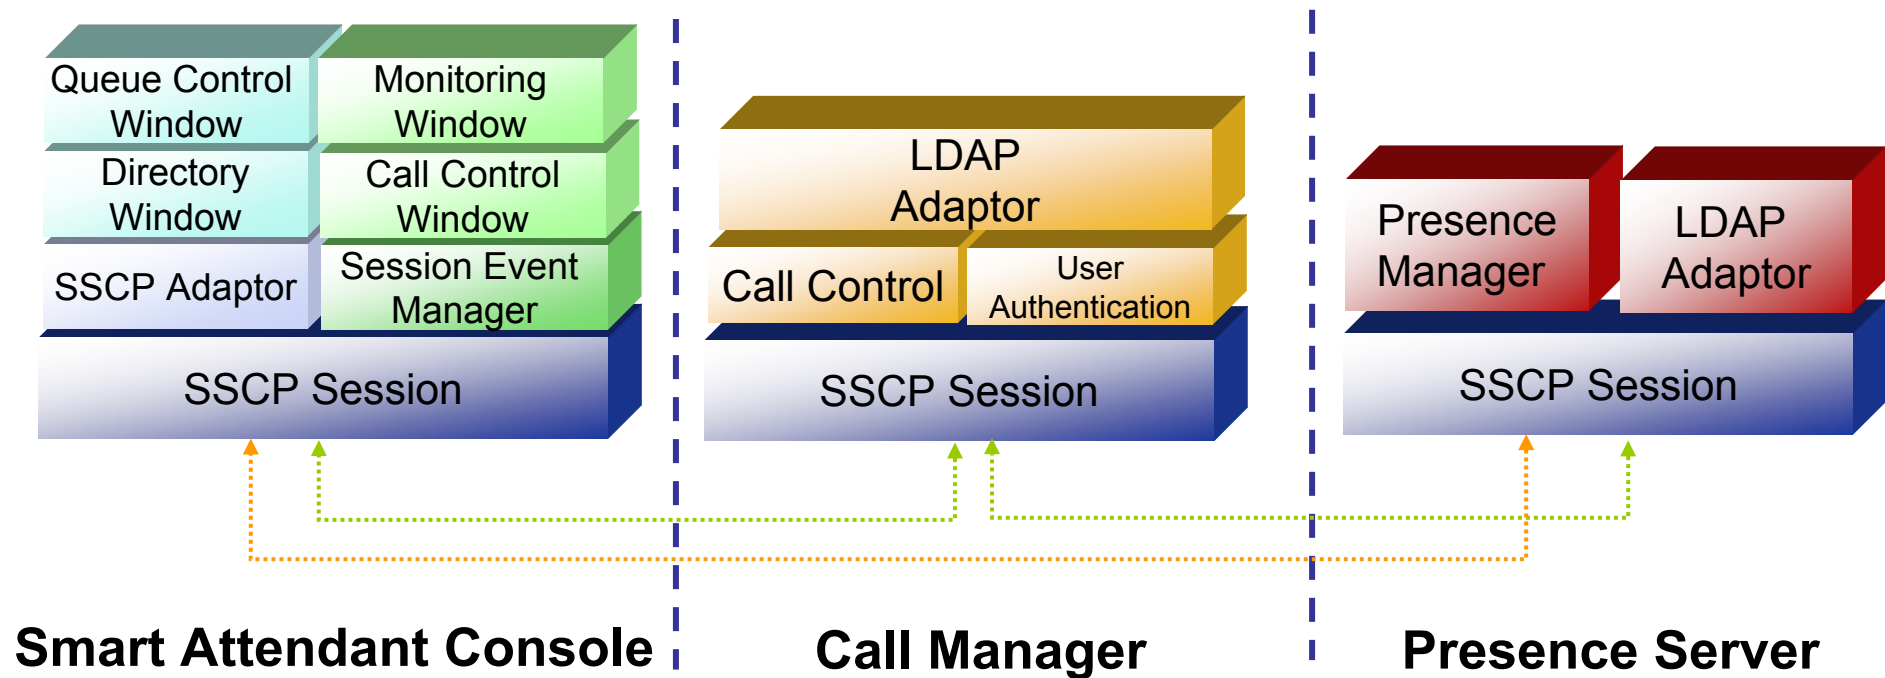 Queue Control
Window
Monitoring
Window
Directory
Window
Call Control
Window
SSCP Adaptor
Session Event
Manager
SSCP Session
LDAP
Adaptor
Call Control
User
Authentication
SSCP Session
Presence
Manager
LDAP
Adaptor
SSCP Session
Smart Attendant Console
Call Manager
Presence Server